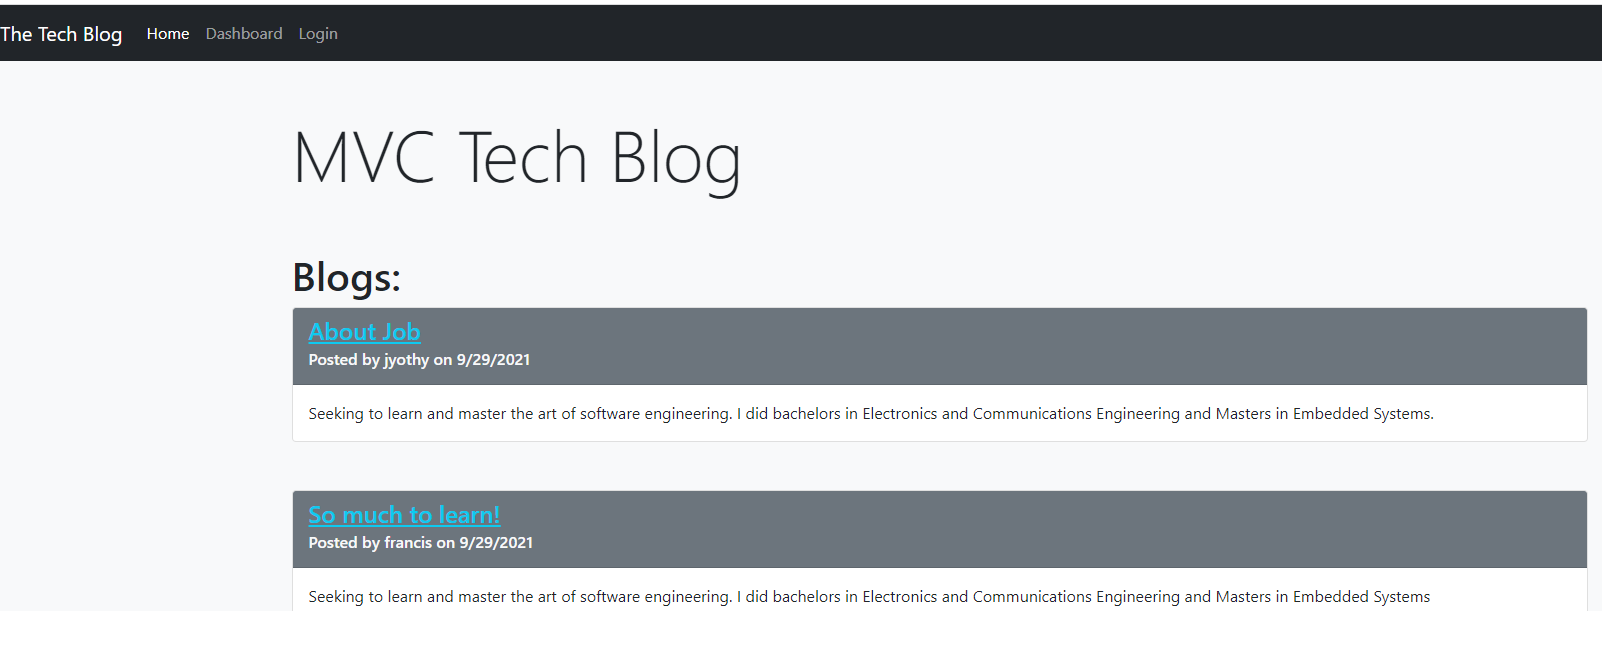 The Tech Blog Home Dashboard Login
MVC Tech Blog
Blogs:
About Job
Posted by jyothy on 9/29/2021
Seeking to learn and master the art of software engineering. I did bachelors in Electronics and Communications Engineering and Masters in Embedded Systems.
So much to learn!
Posted by francis on 9/29/2021
Seeking to learn and master the art of software engineering. I did bachelors in Electronics and Communications Engineering and Masters in Embedded Systems